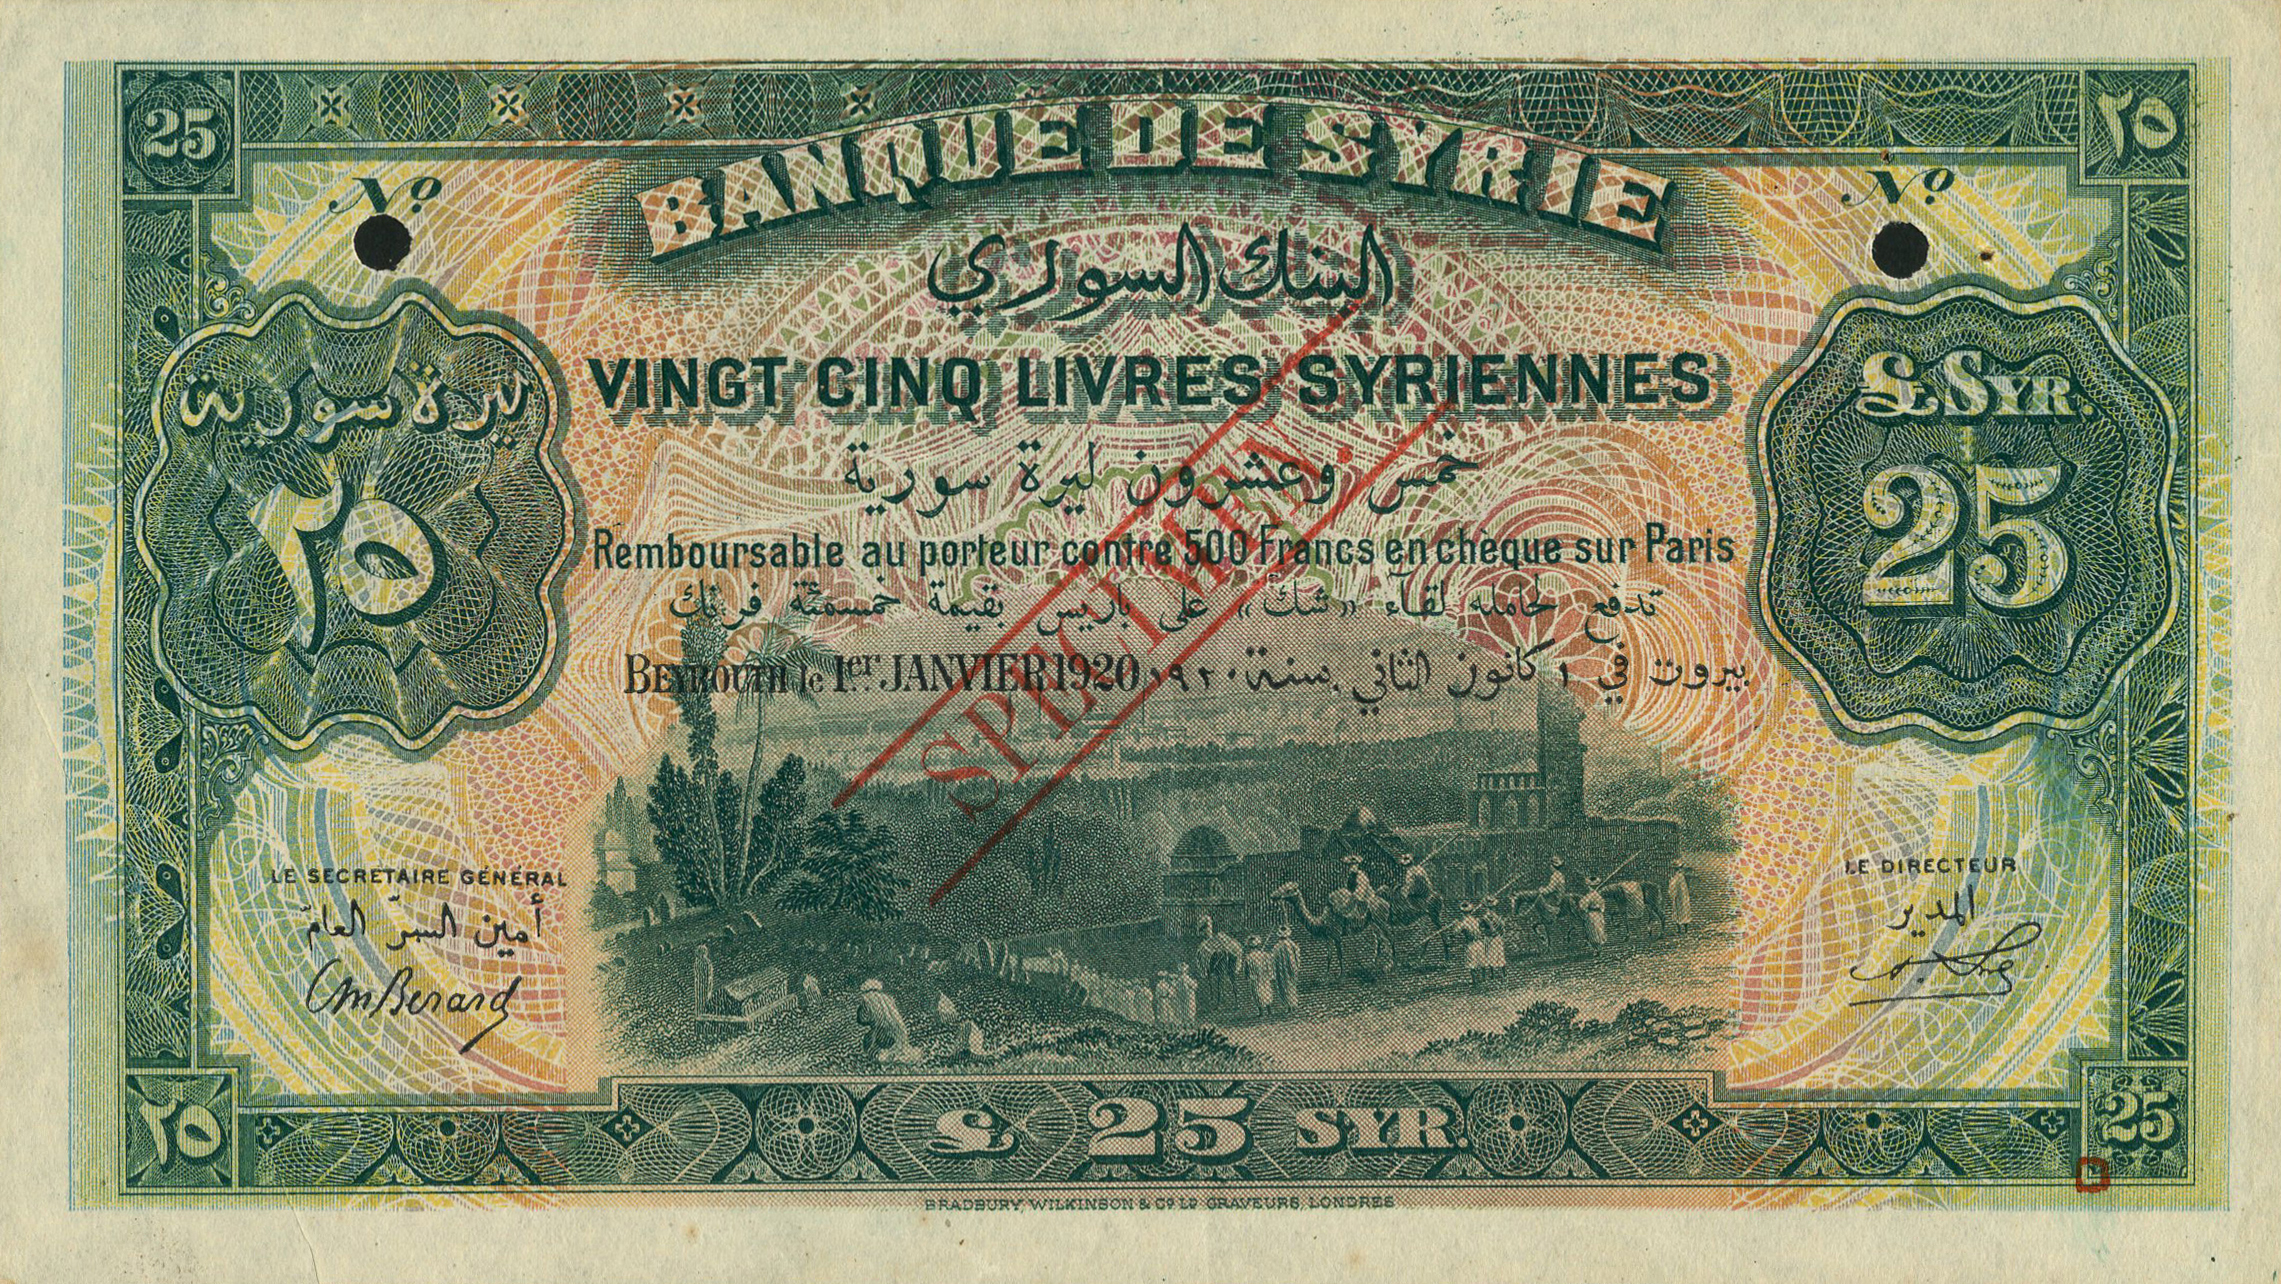 25
٢٥
BANQUE DE SYRIE
Nº
Nº
البنك السوري
VINGT CINQ LIVRES SYRIENNES
ليرة سورية
٢٥
£ SYR.
25
خمس وعشرون ليرة سورية
Remboursable au porteur contre 500 Francs en chèque sur Paris
تدفع لحامله لقآء «شك» على باريس بقيمة خمسمئة فرنك
BEYROUTH le 1er. JANVIER 1920
بيروت في ١ كانون الثاني سنة ١٩٢٠
SPECIMEN.
LE SECRETAIRE GÉNÉRAL
أمين السرّ العامّ
CMBerard
LE DIRECTEUR
المدير
٢٥
£ 25 SYR.
25
BRADBURY, WILKINSON & Cº Lᴰ GRAVEURS, LONDRES